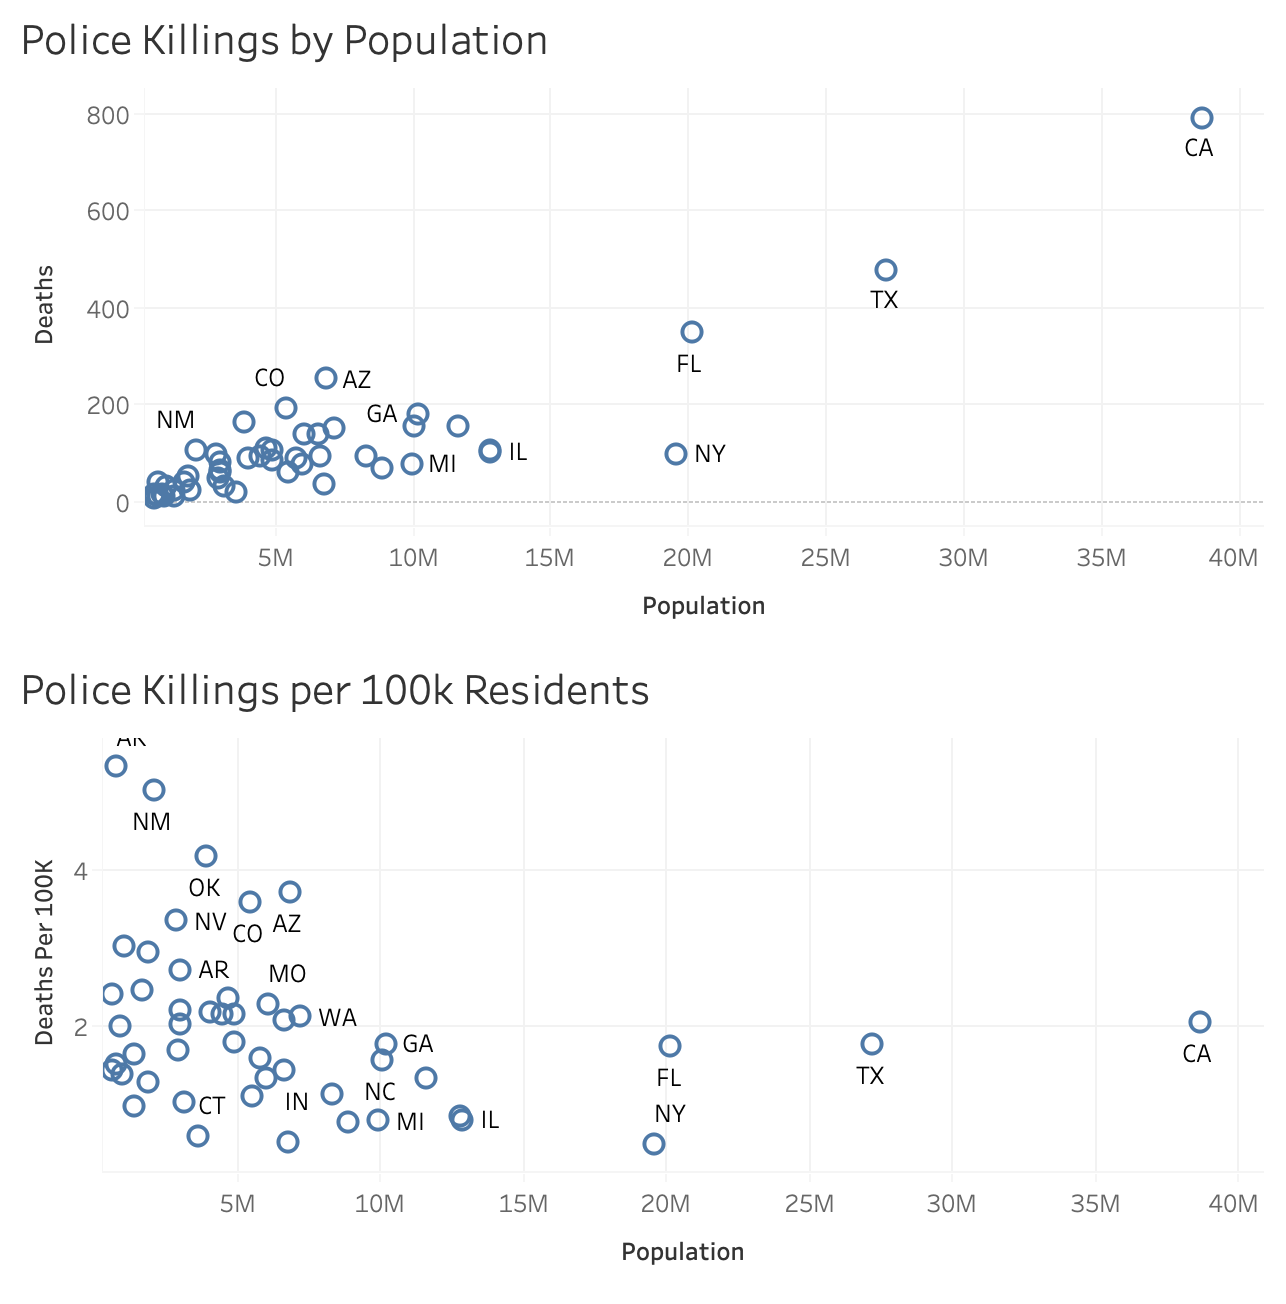 Police Killings by Population
800
600
400
200
0
Deaths
CA
TX
FL
CO
AZ
NM
GA
IL
MI
NY
5M 10M 15M 20M 25M 30M 35M 40M
Population
Police Killings per 100k Residents
4
2
Deaths Per 100K
NM
OK
NV
CO
AZ
AR
MO
WA
GA
CA
FL
TX
NC
IN
CT
MI
IL
NY
5M 10M 15M 20M 25M 30M 35M 40M
Population